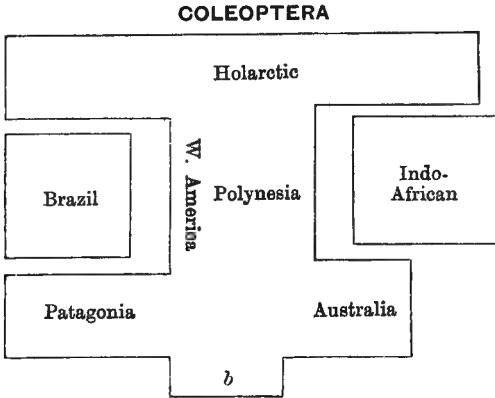 COLEOPTERA
Holarctic
Brazil
W. America
Polynesia
Indo-
African
Patagonia
Australia
b